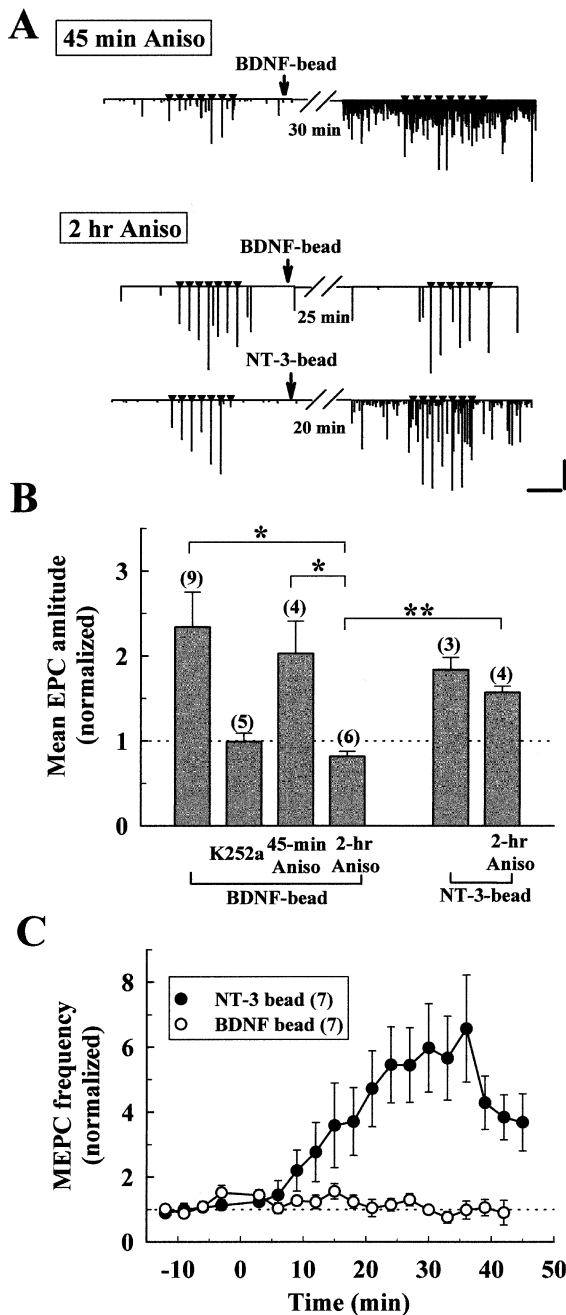 A
45 min Aniso
BDNF-bead
30 min
2 hr Aniso
BDNF-bead
25 min
NT-3-bead
20 min
B
Mean EPC amlitude
(normalized)
3
2
1
0
*
*
**
(9)
(5)
(4)
(6)
(3)
(4)
K252a
45-min
Aniso
2-hr
Aniso
2-hr
Aniso
BDNF-bead
NT-3-bead
C
MEPC frequency
(normalized)
8
6
4
2
0
NT-3 bead (7)
BDNF bead (7)
-10 0 10 20 30 40 50
Time (min)